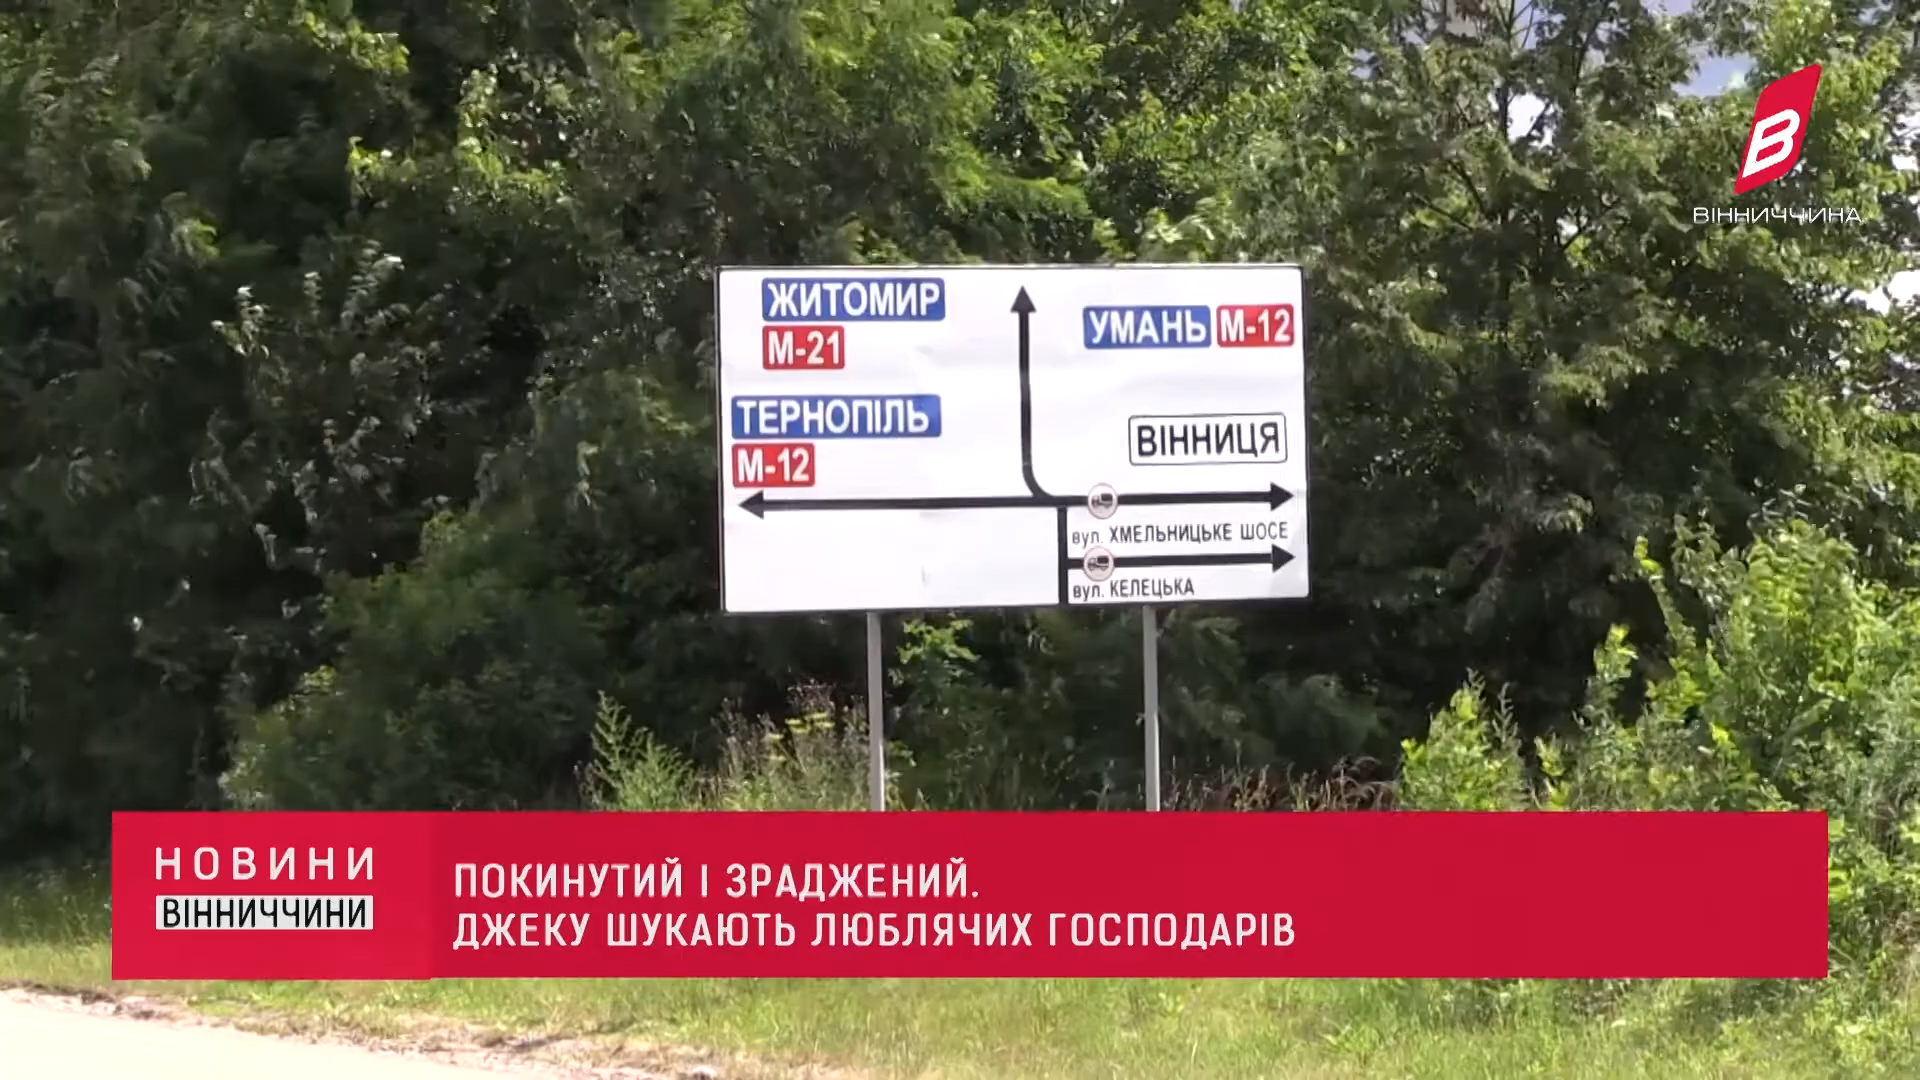 ВІННИЧЧИНА
ЖИТОМИР
М-21
УМАНЬ М-12
ТЕРНОПІЛЬ
М-12
ВІННИЦЯ
вул. ХМЕЛЬНИЦЬКЕ ШОСЕ
вул. КЕЛЕЦЬКА
НОВИНИ
ВІННИЧЧИНИ
ПОКИНУТИЙ І ЗРАДЖЕНИЙ.
ДЖЕКУ ШУКАЮТЬ ЛЮБЛЯЧИХ ГОСПОДАРІВ